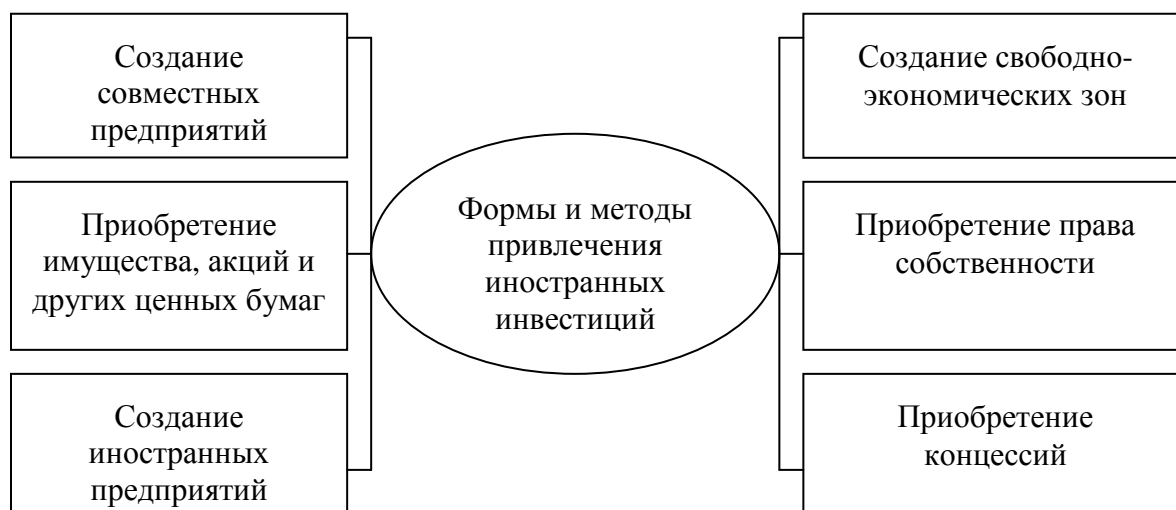 Создание
совместных
предприятий
Приобретение
имущества, акций и
других ценных бумаг
Создание
иностранных
предприятий
Формы и методы
привлечения
иностранных
инвестиций
Создание свободно-
экономических зон
Приобретение права
собственности
Приобретение
концессий